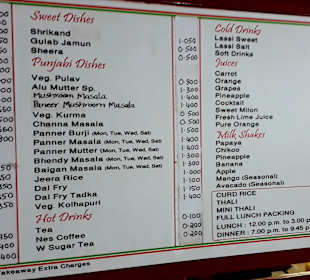 Sweet Dishes
Shrikand
Gulab Jamun
Sheera
Punjabi Dishes
Veg. Pulav
Alu Mutter Sp.
Mushroom Masala
Paneer Mushroom Masala
Veg. Kurma
Channa Masala
Panner Burji (Mon, Tue, Wed, Sat)
Panner Masala (Mon, Tue, Wed, Sat)
Panner Mutter (Mon, Tue, Wed, Sat)
Bhendy Masala (Mon, Tue, Wed, Sat)
Baigan Masala (Mon, Tue, Wed, Sat)
Jeera Rice
Dal Fry
Dal Fry Tadka
Veg. Kolhapuri
Hot Drinks
Tea
Nes Coffee
W Sugar Tea
Takeaway Extra Charges
Cold Drinks
Lassi Sweet 1-050
Lassi Salt
Soft Drinks
Juices
Carrot
Orange
Grapes
Pineapple
Cocktail
Sweet Milon
Fresh Lime Juice
Pure Orange
Milk Shakes
Papaya
Chikoo
Pineapple
Banana
Apple
Mango (Seasonal)
Avacado (Seasonal)
CURD RICE
THALI
MINI THALI
FULL LUNCH PACKING
LUNCH : 12.00 p.m. to 3.00
DINNER : 7.00 p.m. to 9.45 p